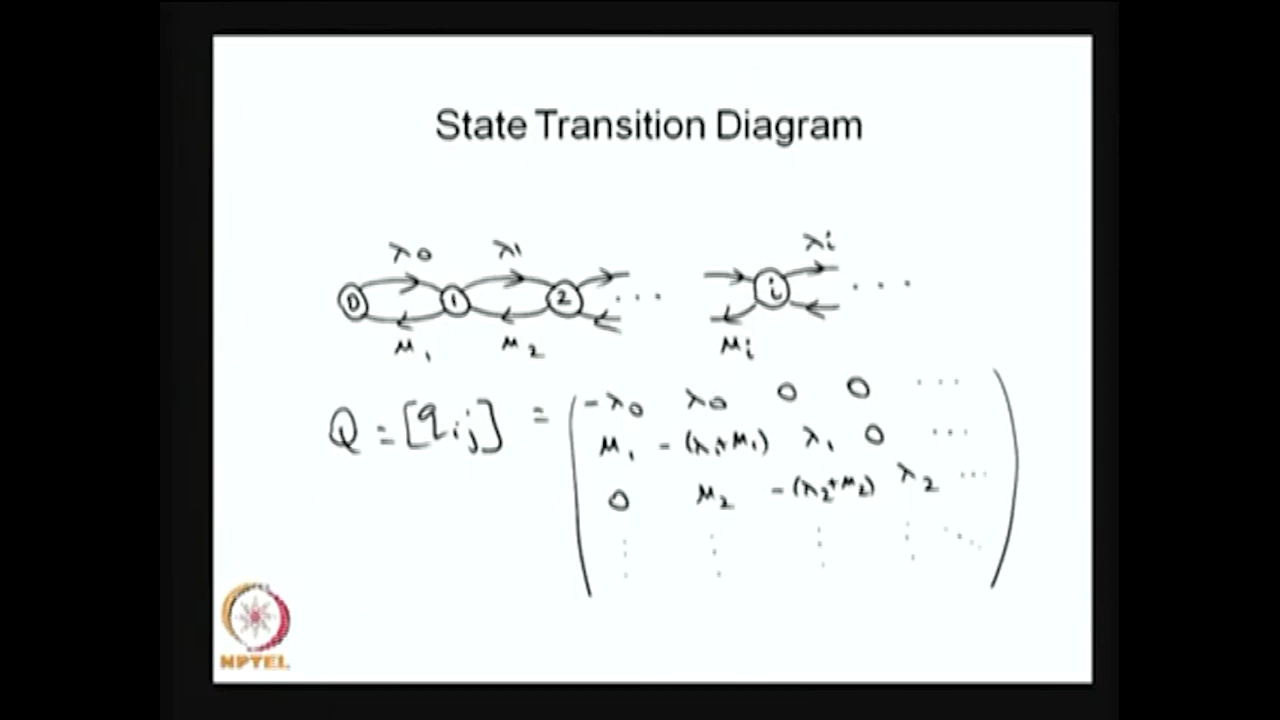 State Transition Diagram
λ0 λ1 λi
0 1 2 ... i ...
μ1 μ2 μi
Q = [qij] = 
-λ0 λ0 0 0 ...
μ1 -(λ1+μ1) λ1 0 ...
0 μ2 -(λ2+μ2) λ2 ...
NPTEL